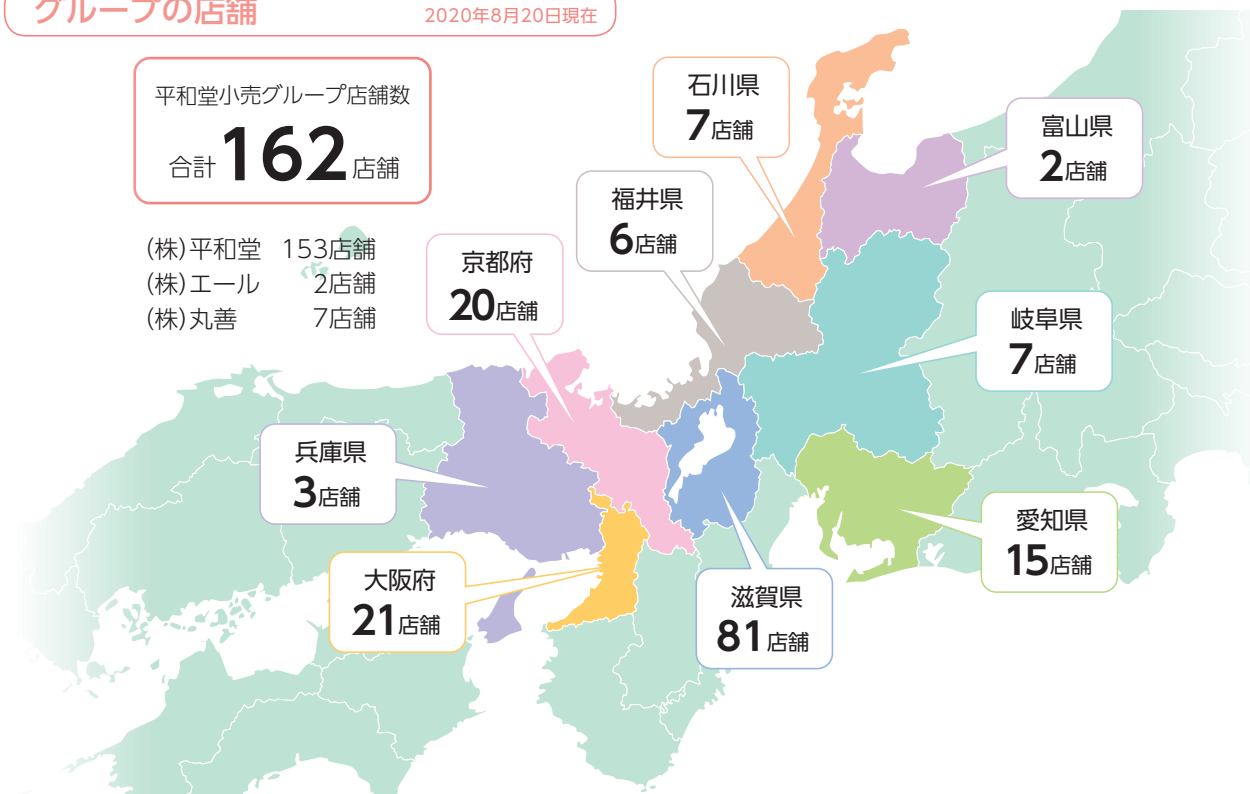 グループの店舗
2020年8月20日現在
平和堂小売グループ店舗数
合計 162 店舗
(株)平和堂 153店舗
(株)エール 2店舗
(株)丸善 7店舗
石川県
7店舗
富山県
2店舗
福井県
6店舗
京都府
20店舗
岐阜県
7店舗
兵庫県
3店舗
愛知県
15店舗
大阪府
21店舗
滋賀県
81店舗